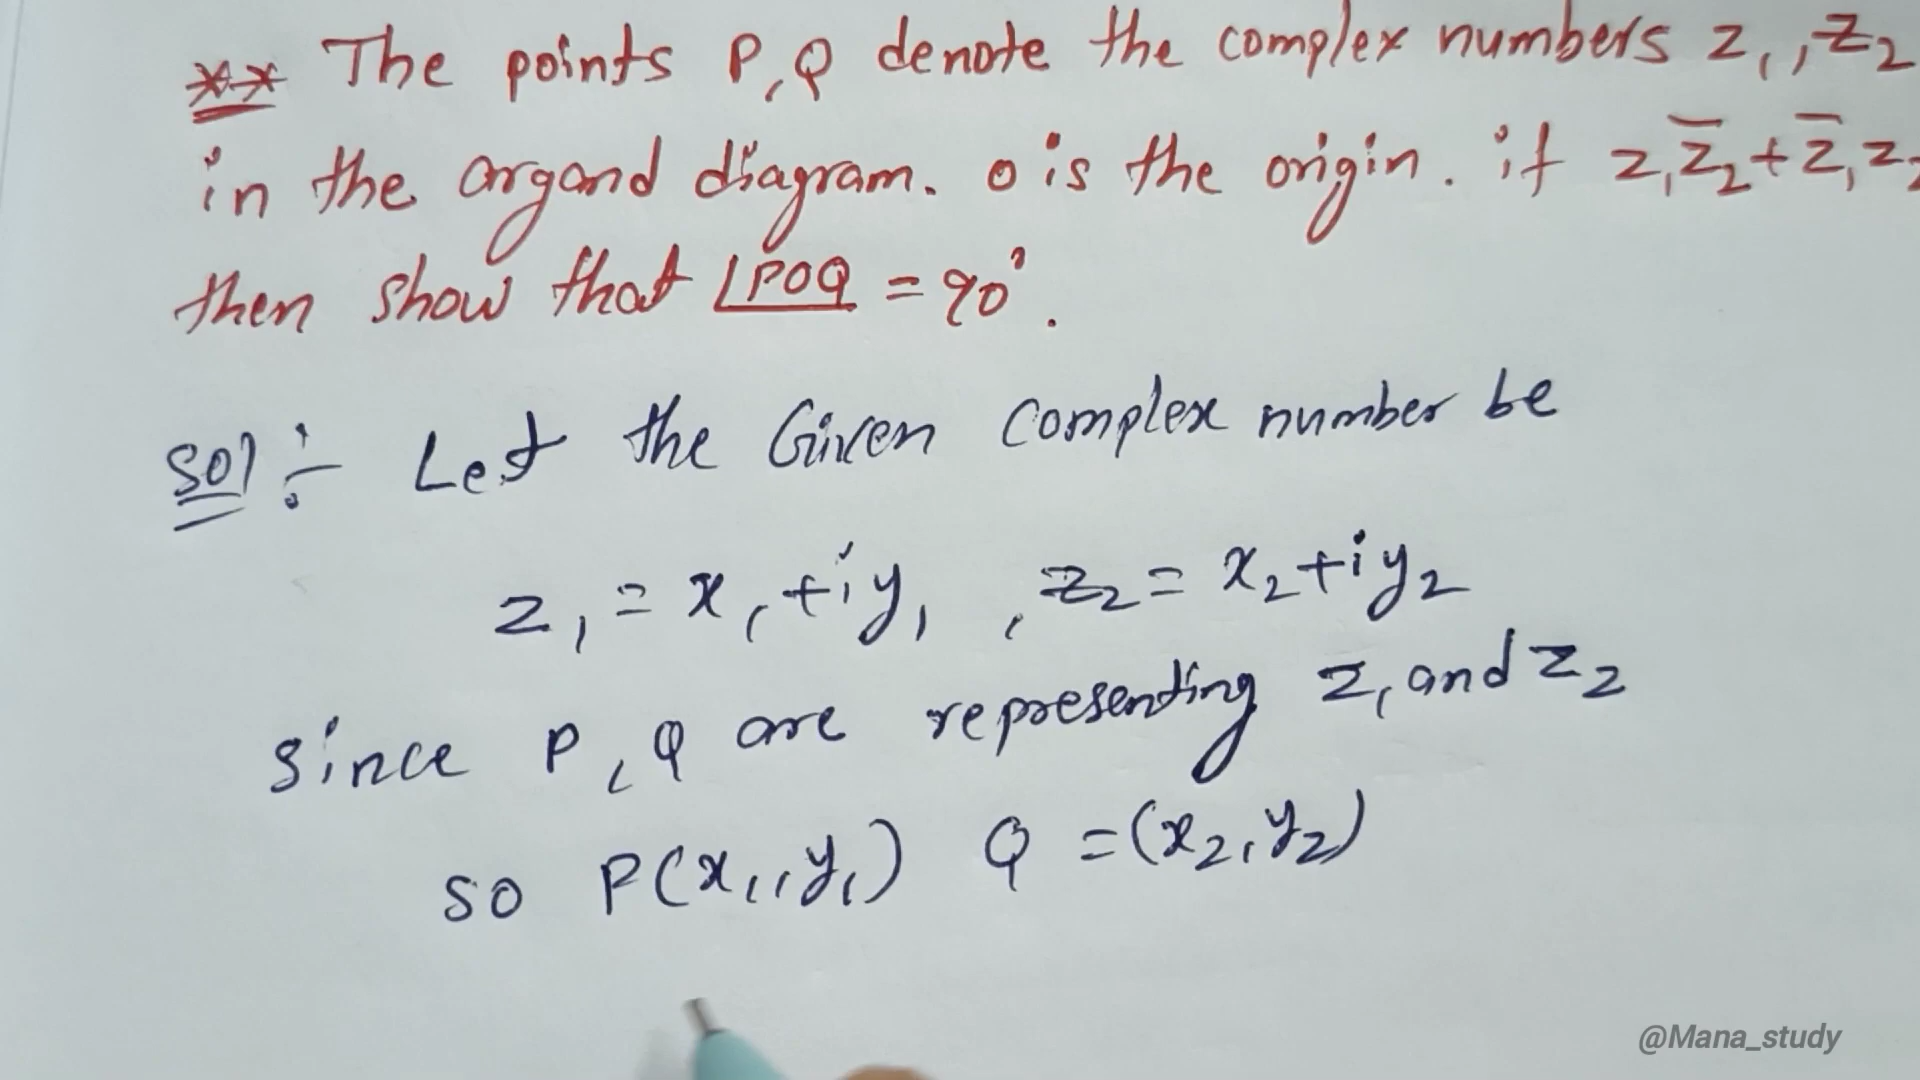 ** The points P, Q denote the complex numbers z₁, z₂
in the argand diagram. o is the origin. if z₁z̅₂+z̅₁z₂
then show that ∠POQ = 90°.
Sol :- Let the Given Complex number be
z₁ = x₁+iy₁, z₂ = x₂+iy₂
Since P, Q are representing z₁ and z₂
So P(x₁, y₁) Q = (x₂, y₂)
@Mana_study